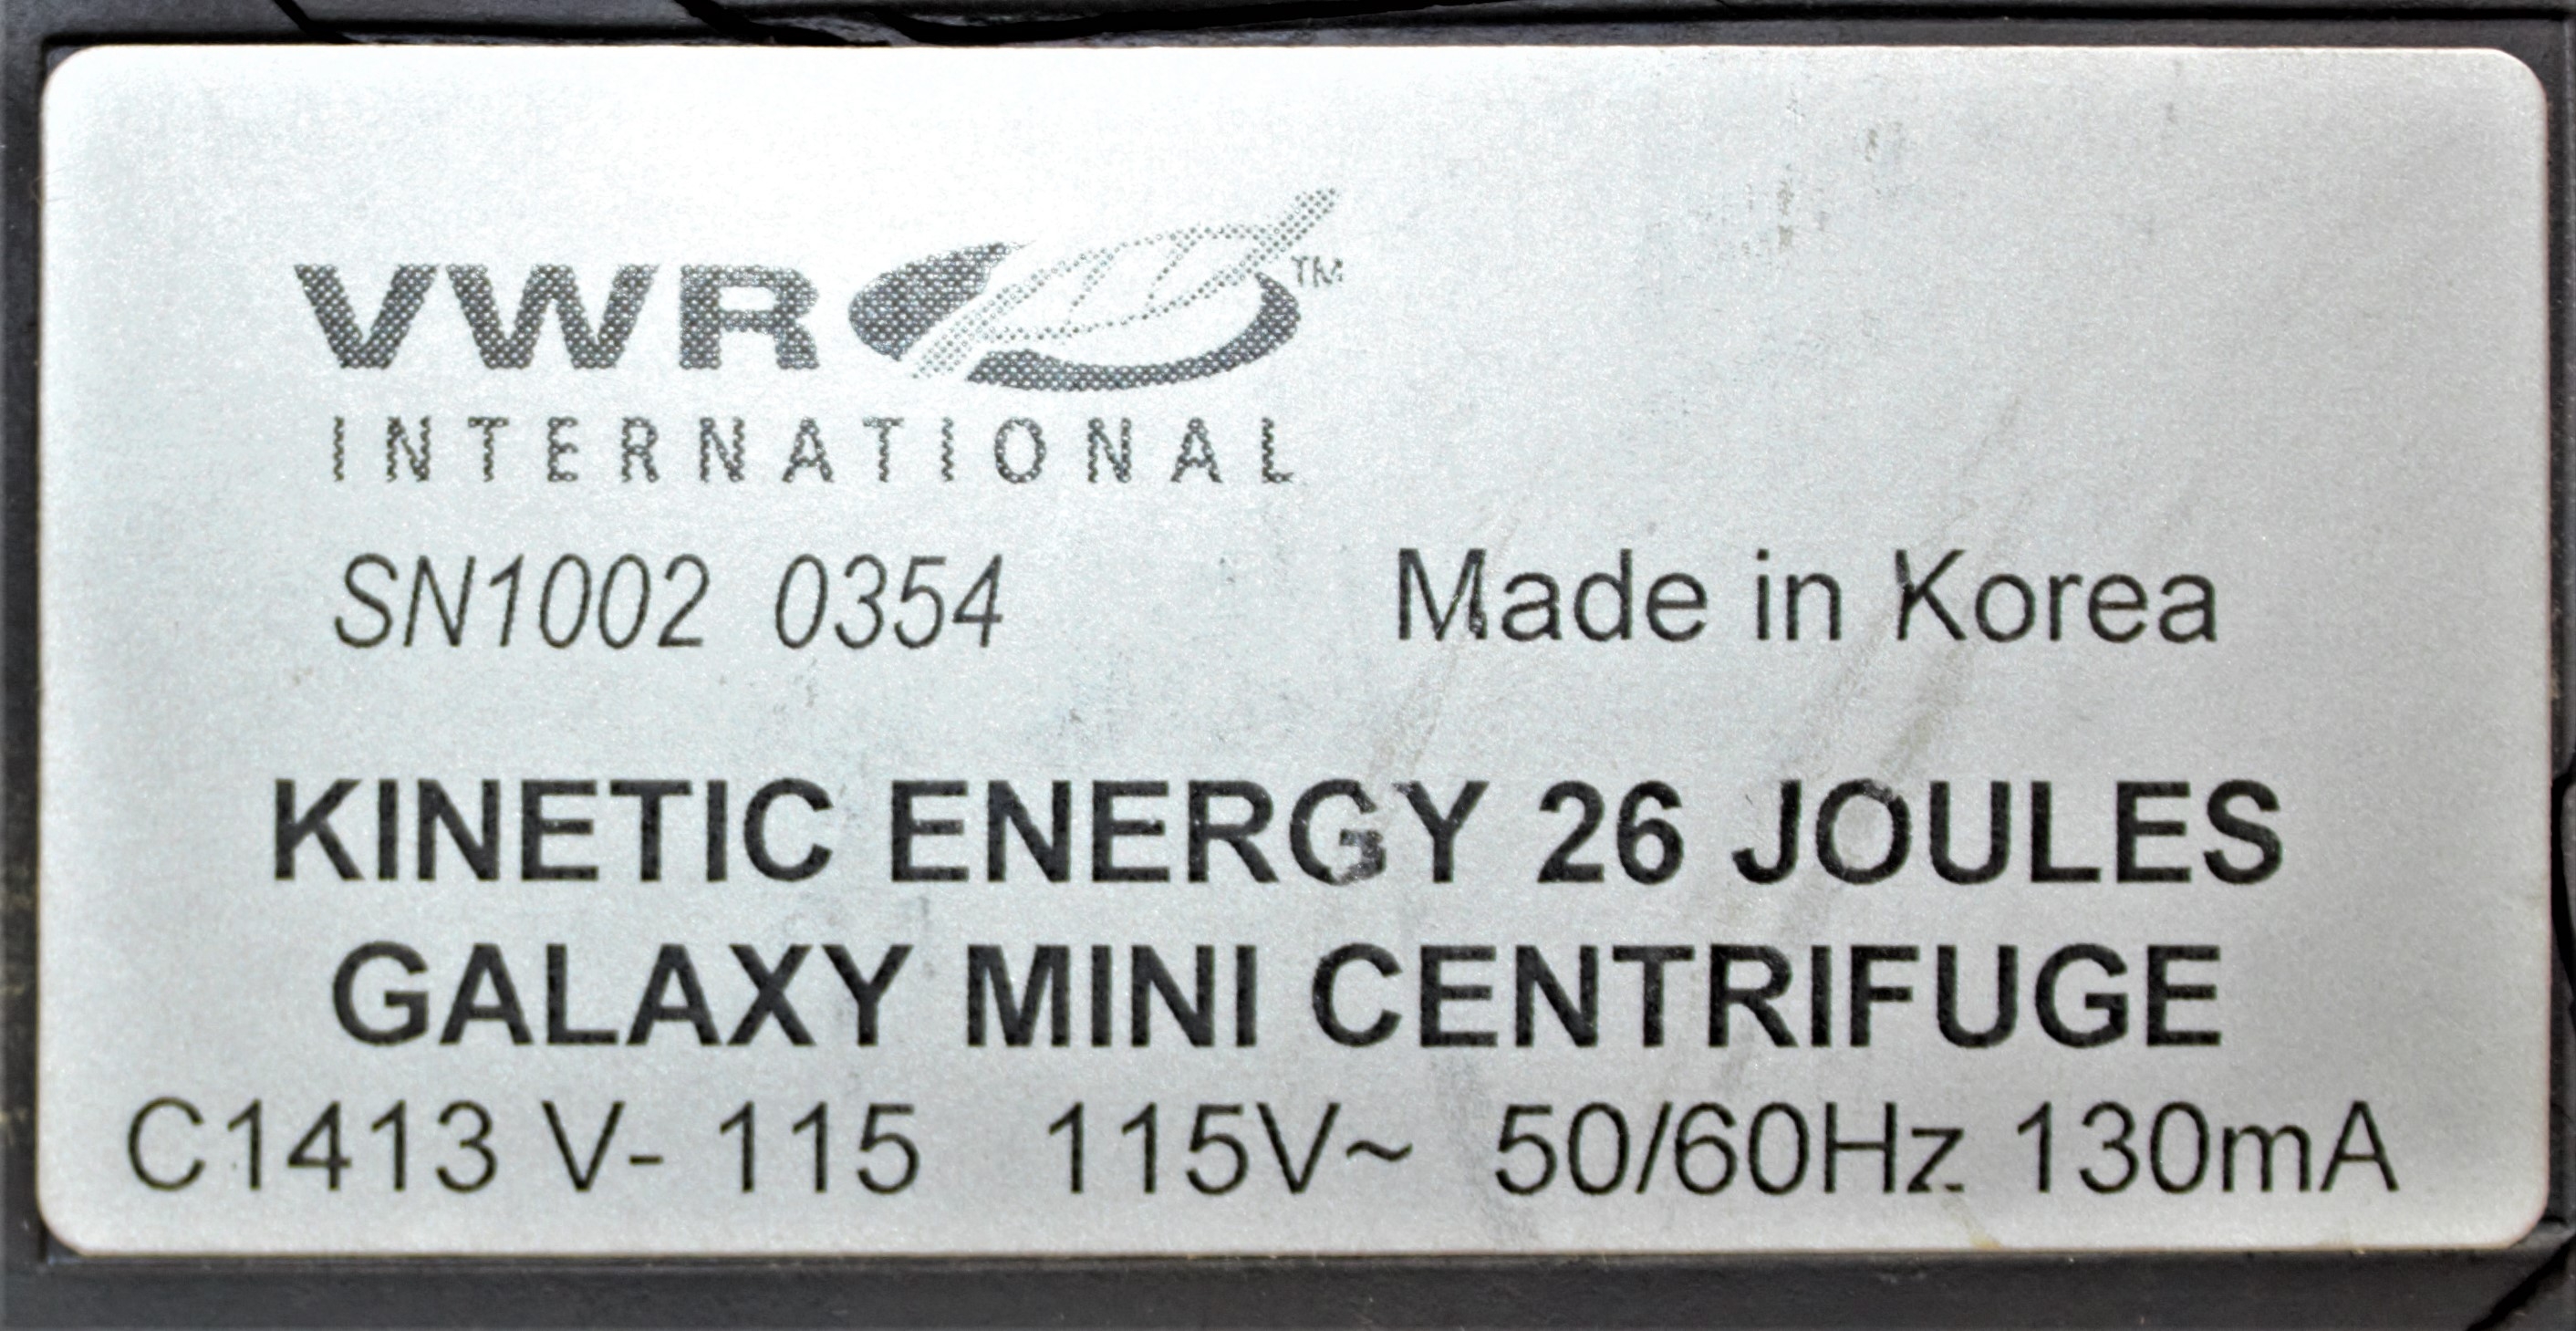 VWR™
INTERNATIONAL
SN1002 0354 Made in Korea
KINETIC ENERGY 26 JOULES
GALAXY MINI CENTRIFUGE
C1413 V- 115 115V~ 50/60Hz 130mA